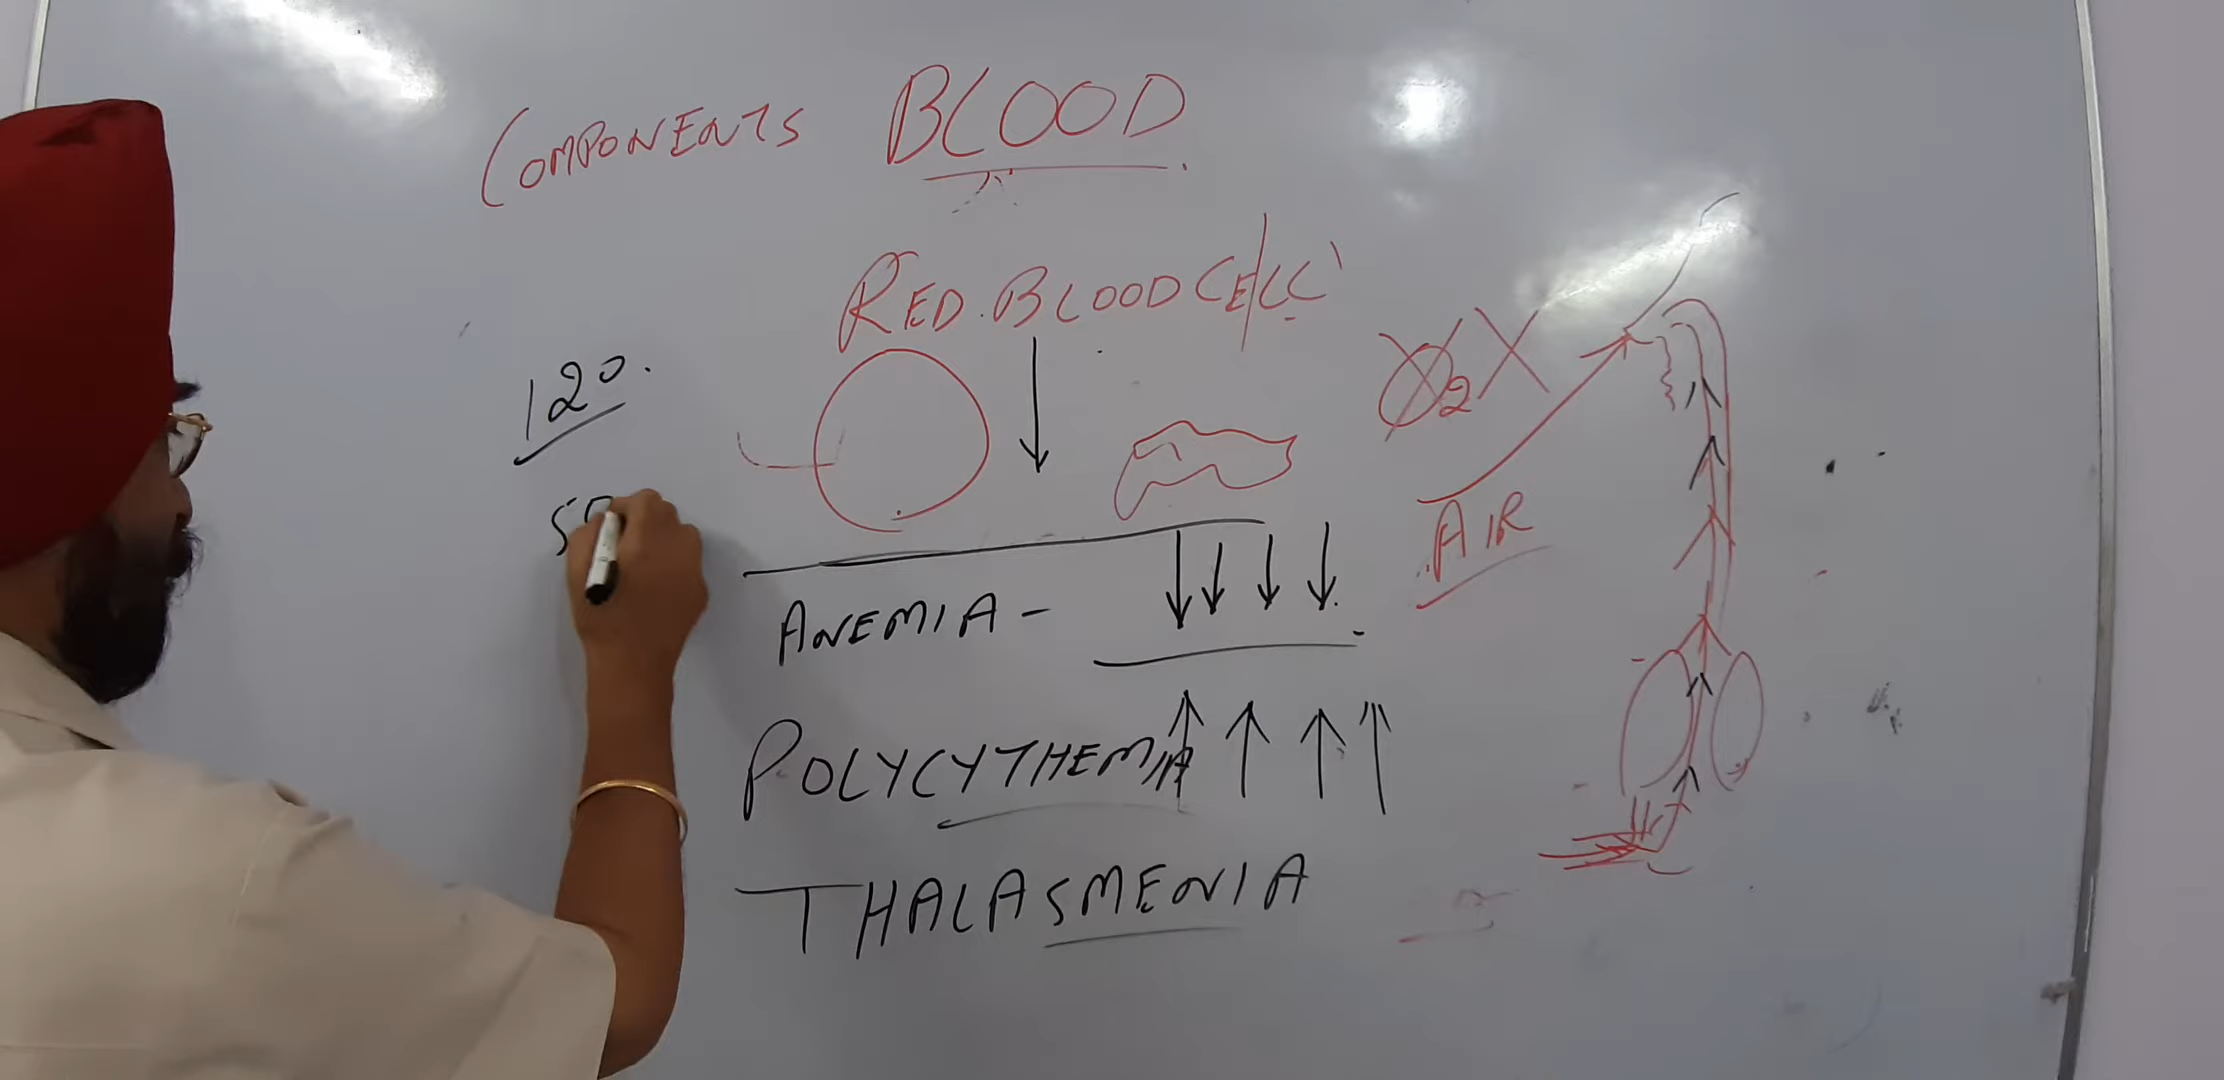 COMPONENTS BLOOD
RED.BLOOD CELL
120.
O2
AIR
ANEMIA -
POLYCYTHEMIA
THALASMENIA